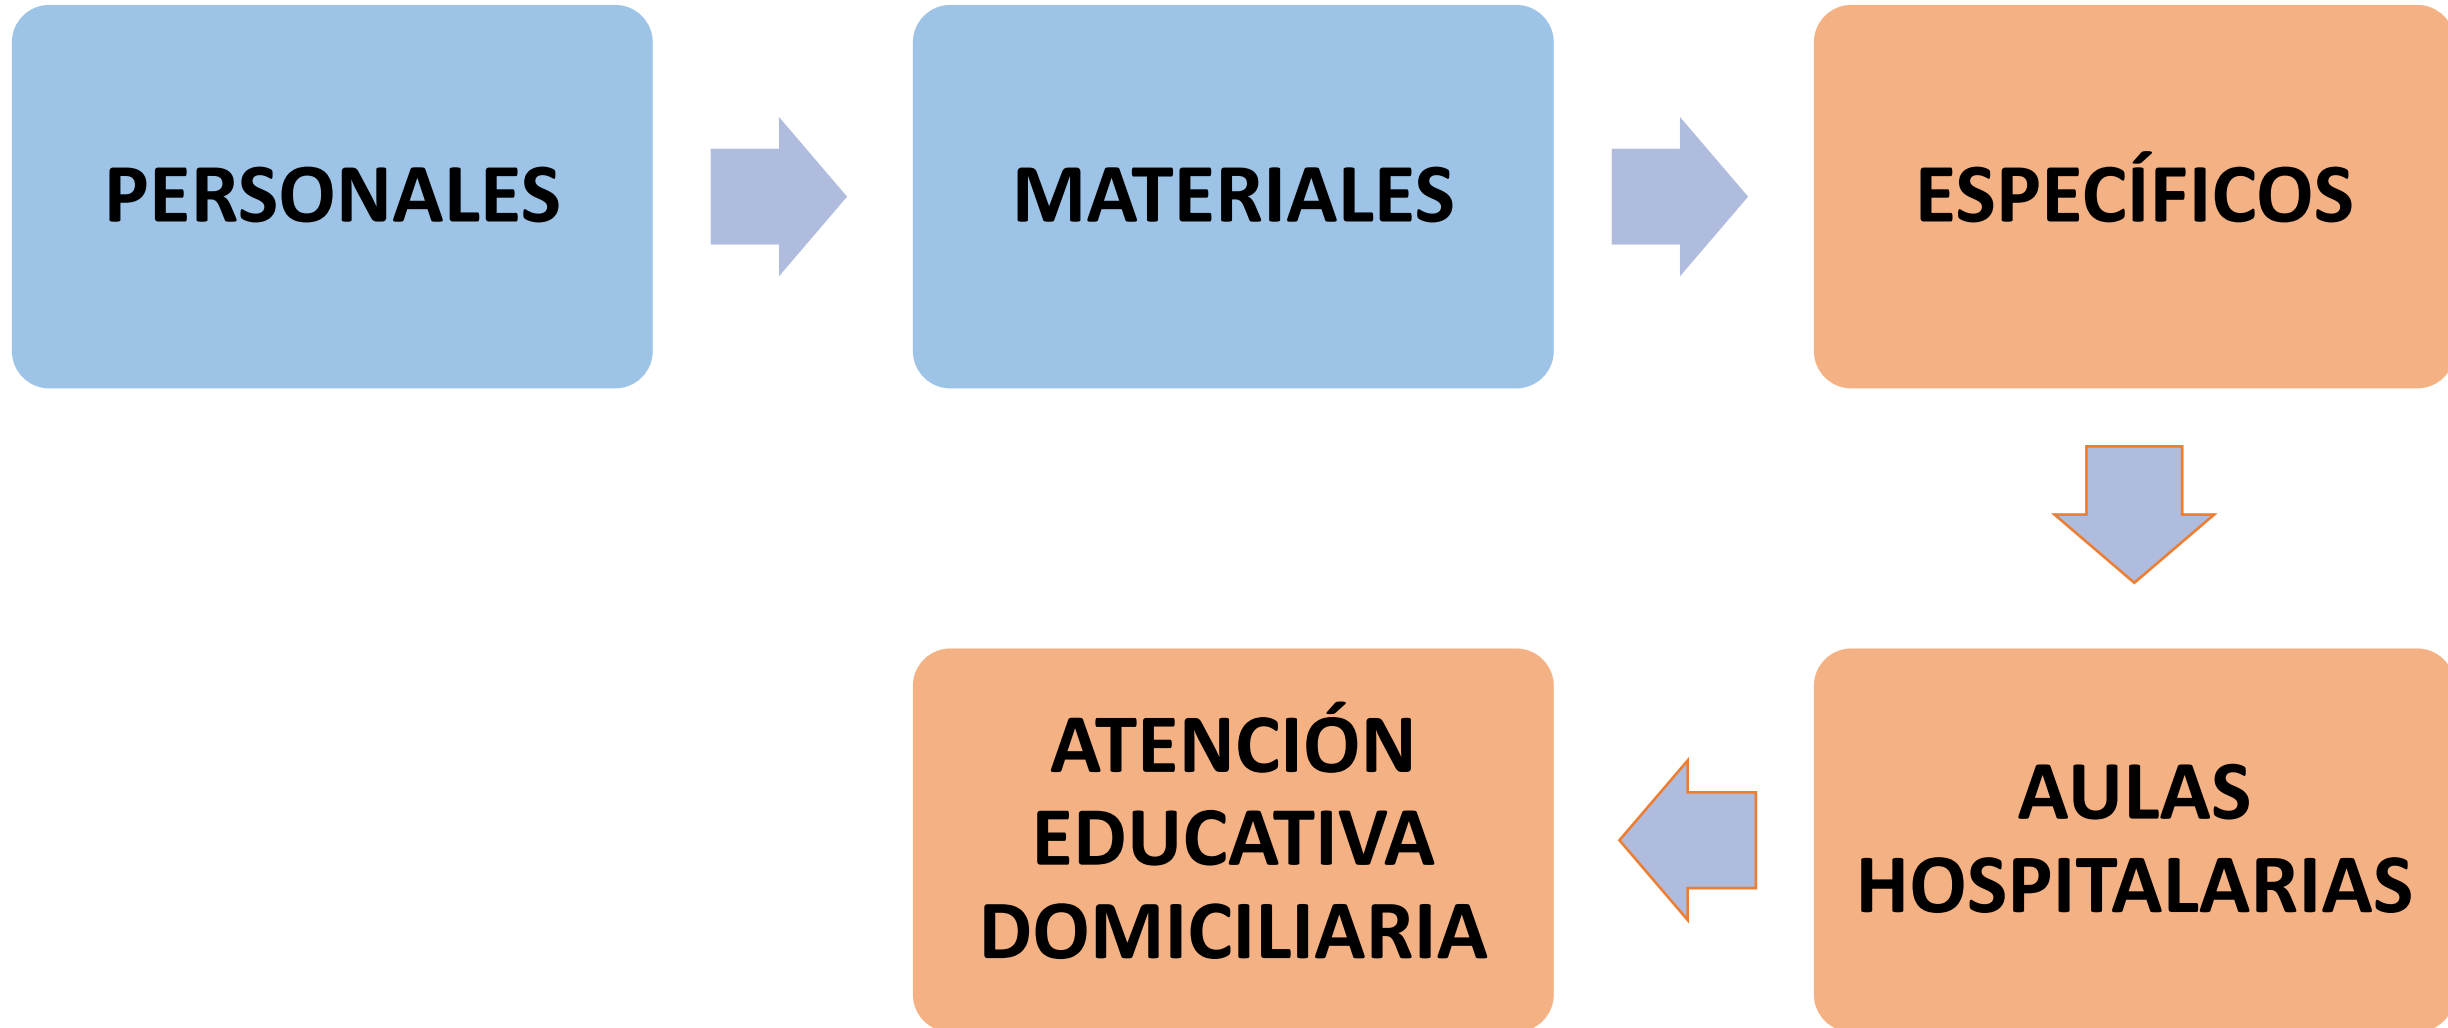 PERSONALES
MATERIALES
ESPECÍFICOS
AULAS
HOSPITALARIAS
ATENCIÓN
EDUCATIVA
DOMICILIARIA